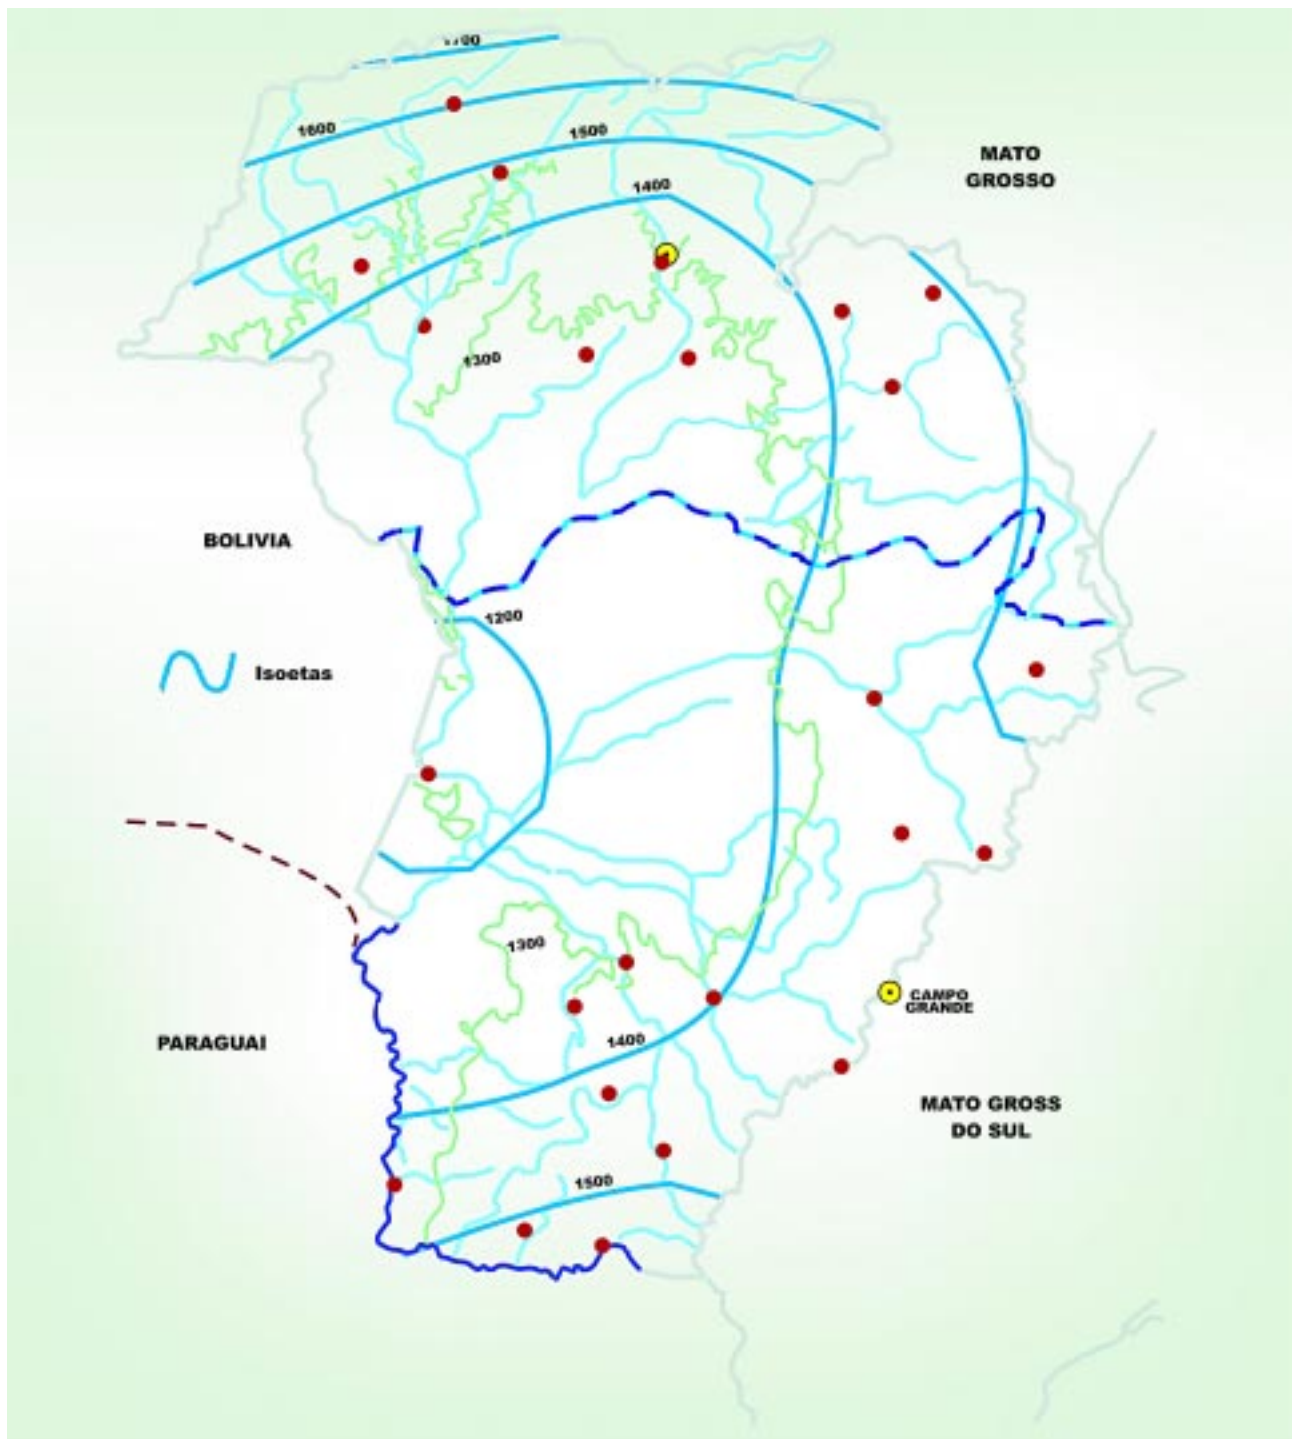 1600
1500
1400
MATO
GROSSO
1300
BOLIVIA
1200
Isoetas
1300
CAMPO
GRANDE
PARAGUAI
1400
MATO GROSS
DO SUL
1500